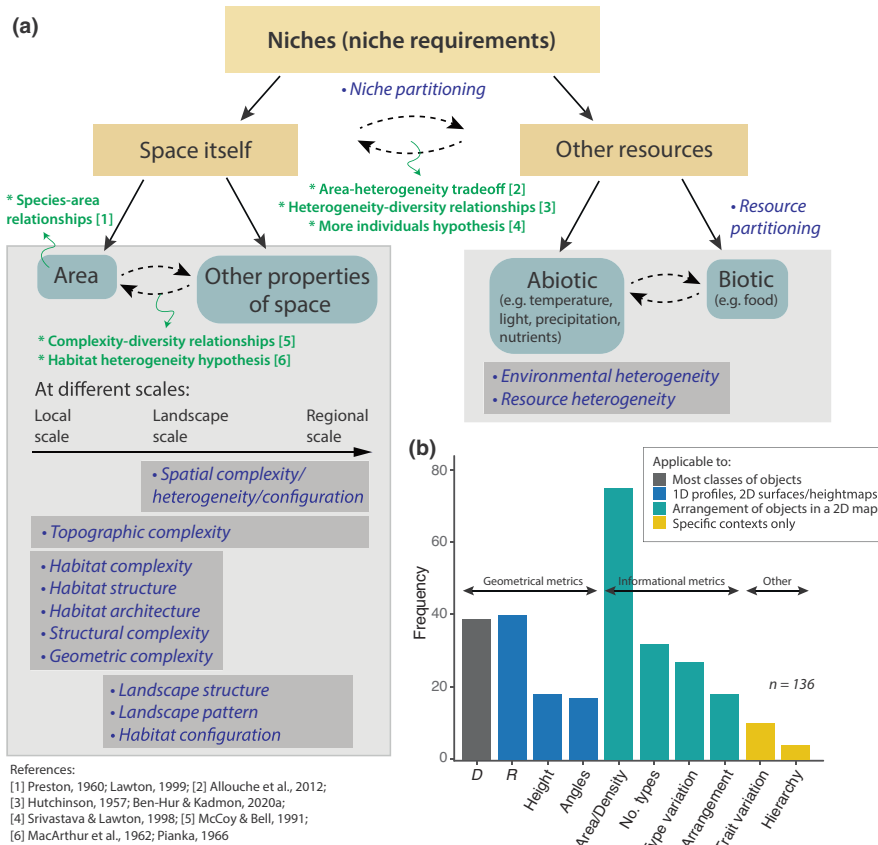 (a)
Niches (niche requirements)
• Niche partitioning
Space itself
Other resources
* Species-area
relationships [1]
* Area-heterogeneity tradeoff [2]
* Heterogeneity-diversity relationships [3]
* More individuals hypothesis [4]
• Resource
partitioning
Area
Other properties
of space
Abiotic
(e.g. temperature,
light, precipitation,
nutrients)
Biotic
(e.g. food)
* Complexity-diversity relationships [5]
* Habitat heterogeneity hypothesis [6]
• Environmental heterogeneity
• Resource heterogeneity
At different scales:
Local
scale
Landscape
scale
Regional
scale
• Spatial complexity/
heterogeneity/configuration
• Topographic complexity
• Habitat complexity
• Habitat structure
• Habitat architecture
• Structural complexity
• Geometric complexity
• Landscape structure
• Landscape pattern
• Habitat configuration
References:
[1] Preston, 1960; Lawton, 1999; [2] Allouche et al., 2012;
[3] Hutchinson, 1957; Ben-Hur & Kadmon, 2020a;
[4] Srivastava & Lawton, 1998; [5] McCoy & Bell, 1991;
[6] MacArthur et al., 1962; Pianka, 1966
(b)
Applicable to:
Most classes of objects
1D profiles, 2D surfaces/heightmaps
Arrangement of objects in a 2D map
Specific contexts only
Geometrical metrics
Informational metrics
Other
Frequency
80
60
40
20
0
n = 136
D
R
Height
Angles
Area/Density
No. types
Type variation
Arrangement
Trait variation
Hierarchy